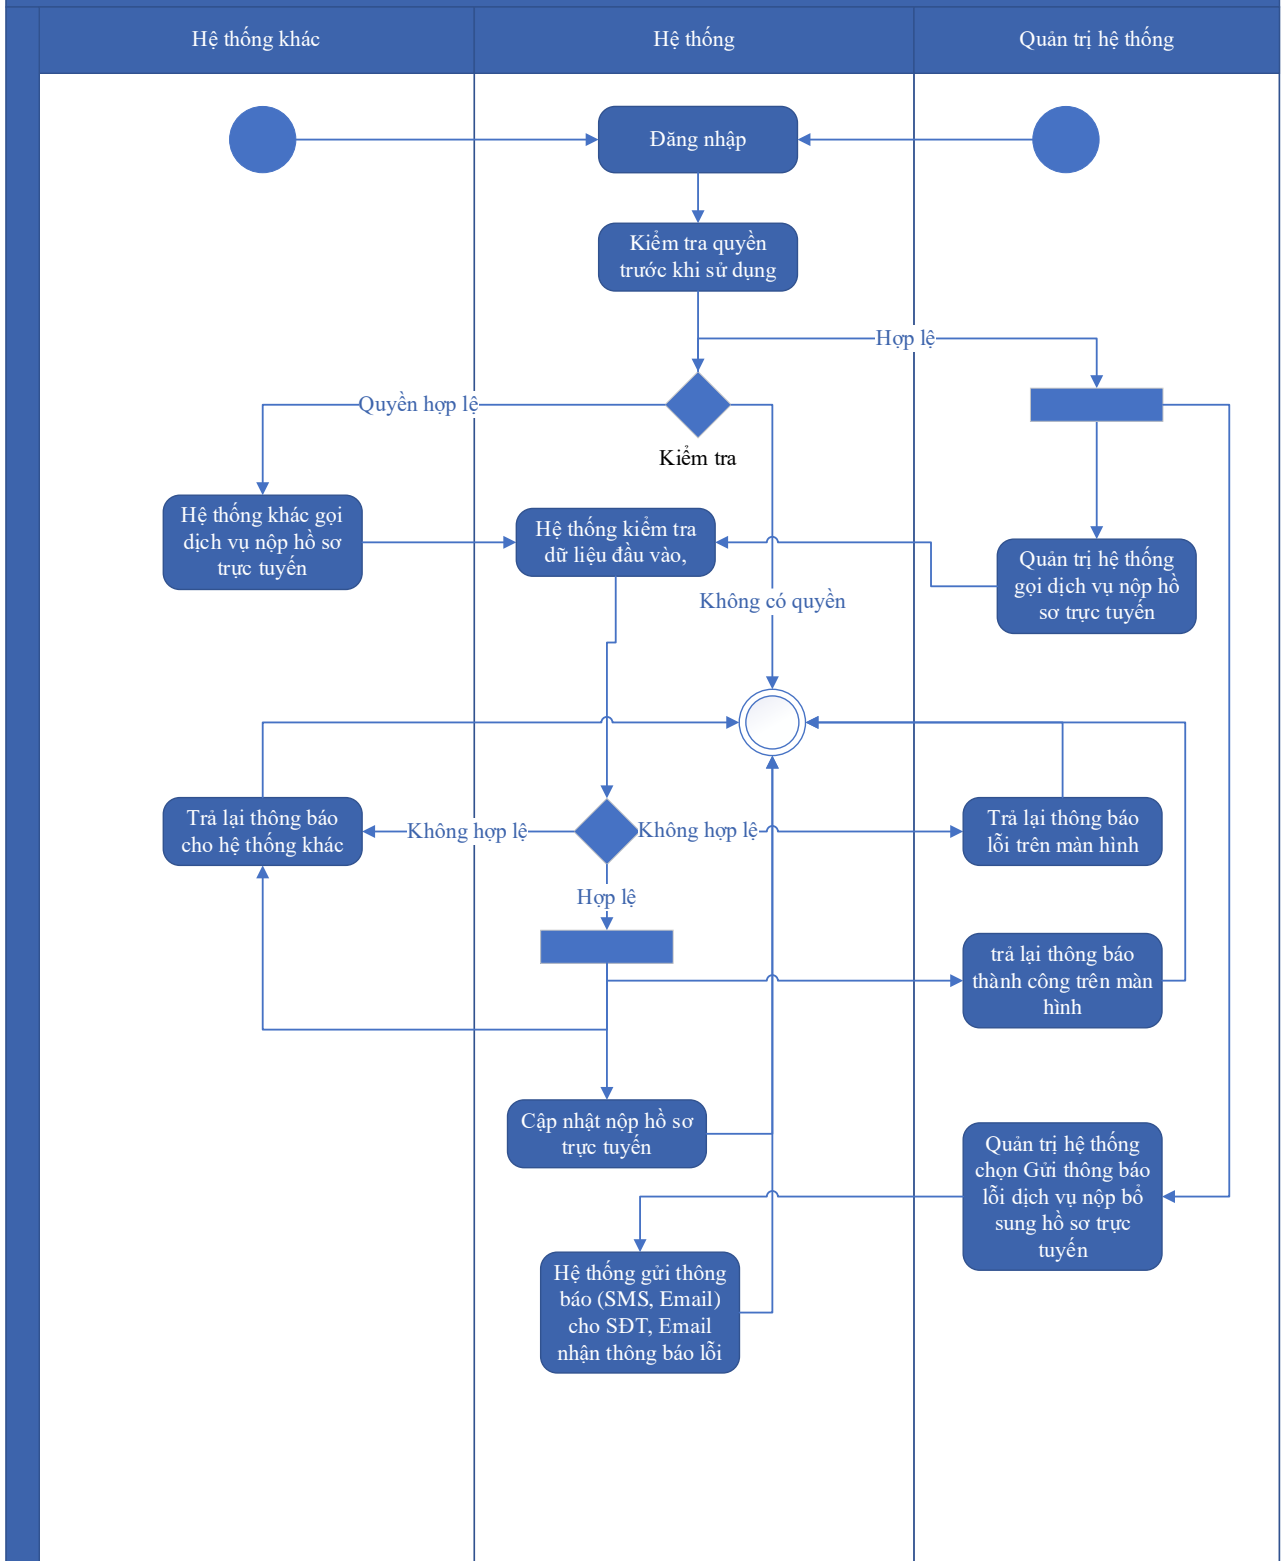 Hệ thống khác
Hệ thống
Quản trị hệ thống
Đăng nhập
Kiểm tra quyền
trước khi sử dụng
Hợp lệ
Quyền hợp lệ
Kiểm tra
Hệ thống khác gọi
dịch vụ nộp hồ sơ
trực tuyến
Hệ thống kiểm tra
dữ liệu đầu vào,
Quản trị hệ thống
gọi dịch vụ nộp hồ
sơ trực tuyến
Không có quyền
Trả lại thông báo
cho hệ thống khác
Không hợp lệ
Không hợp lệ
Trả lại thông báo
lỗi trên màn hình
Hợp lệ
trả lại thông báo
thành công trên màn
hình
Cập nhật nộp hồ sơ
trực tuyến
Quản trị hệ thống
chọn Gửi thông báo
lỗi dịch vụ nộp bổ
sung hồ sơ trực
tuyến
Hệ thống gửi thông
báo (SMS, Email)
cho SĐT, Email
nhận thông báo lỗi